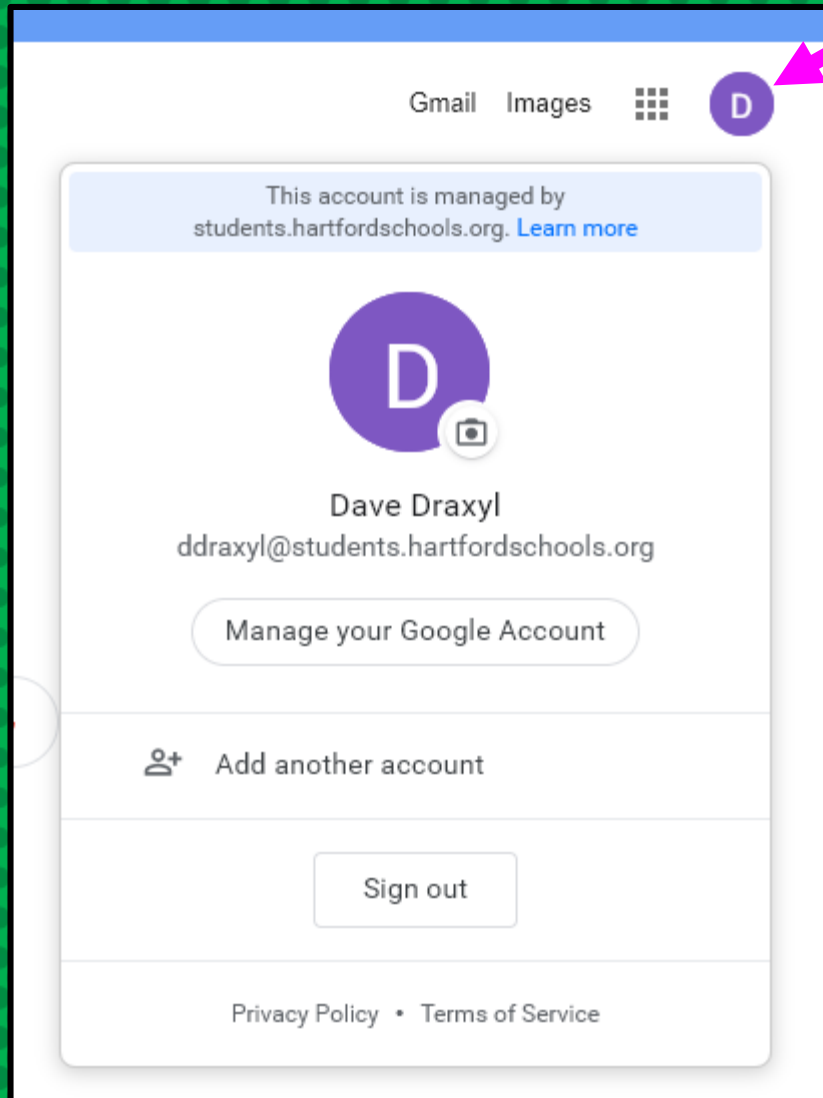 Gmail Images D
This account is managed by
students.hartfordschools.org. Learn more
D
Dave Draxyl
ddraxyl@students.hartfordschools.org
Manage your Google Account
Add another account
Sign out
Privacy Policy • Terms of Service